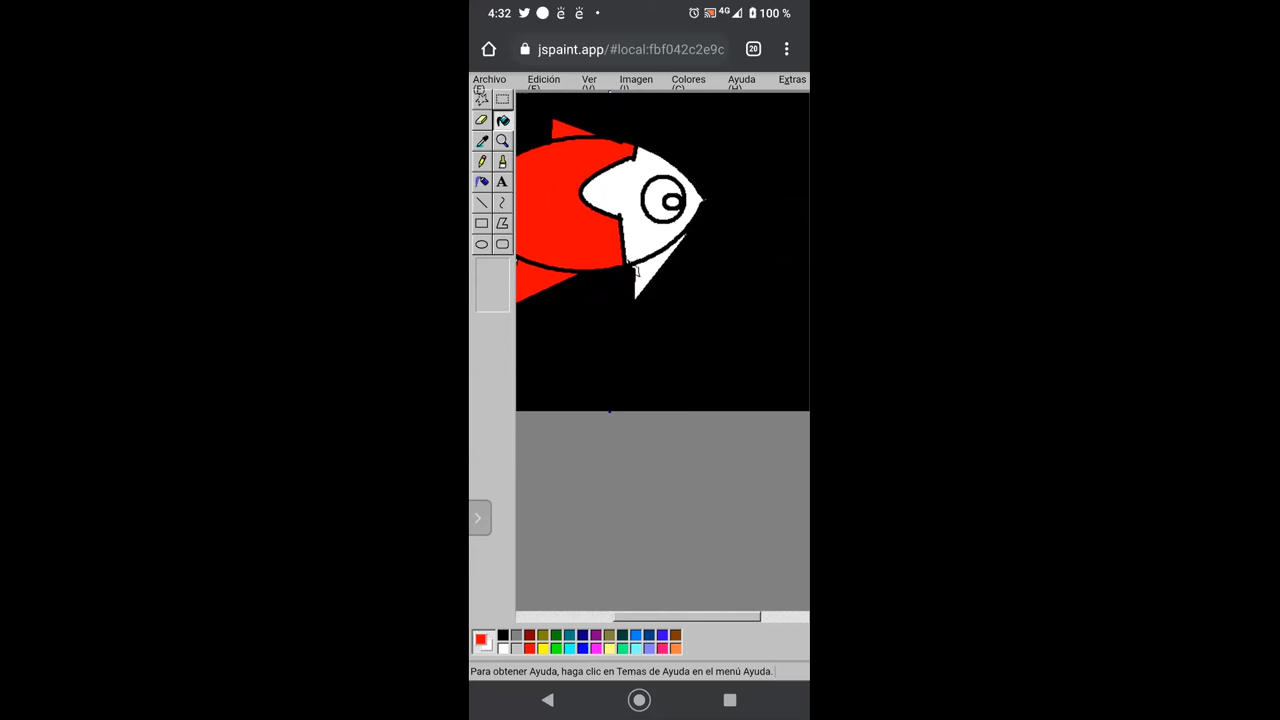 4:32 4G 100 %
jspaint.app/#local:fbf042c2e9c 20
Archivo Edición Ver Imagen Colores Ayuda Extras
(E) (C) (H)
A
Para obtener Ayuda, haga clic en Temas de Ayuda en el menú Ayuda.